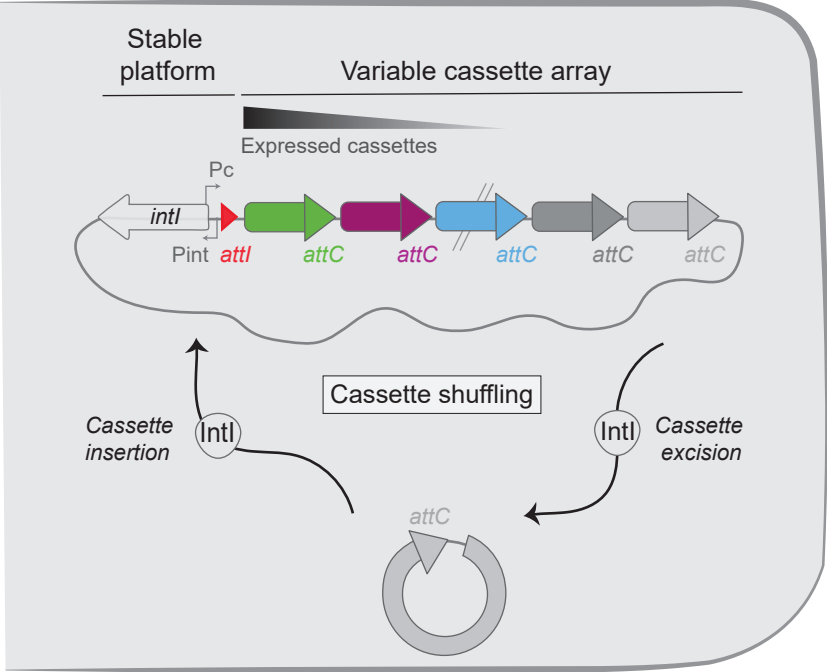 Stable
platform
Variable cassette array
Expressed cassettes
Pc
intI
Pint
attI
attC
attC
attC
attC
attC
Cassette shuffling
Cassette
insertion
IntI
IntI
Cassette
excision
attC